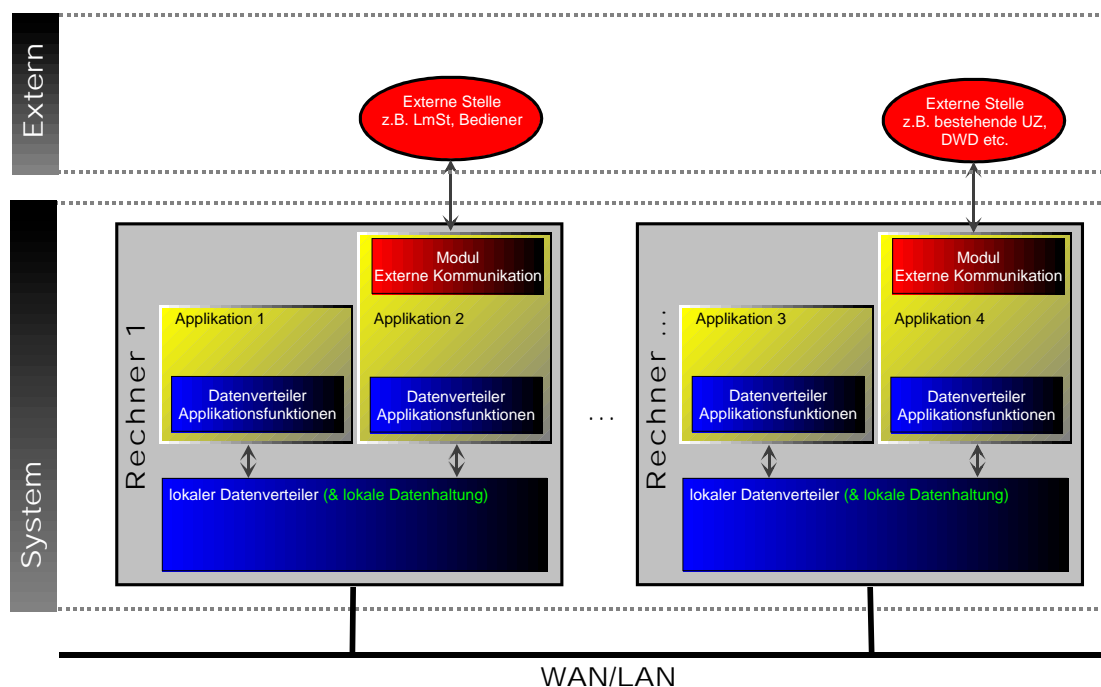 Extern
Externe Stelle
z.B. LmSt, Bediener
Externe Stelle
z.B. bestehende UZ,
DWD etc.
System
Rechner 1
Modul
Externe Kommunikation
Applikation 1
Applikation 2
Datenverteiler
Applikationsfunktionen
Datenverteiler
Applikationsfunktionen
lokaler Datenverteiler (& lokale Datenhaltung)
...
Rechner ...
Modul
Externe Kommunikation
Applikation 3
Applikation 4
Datenverteiler
Applikationsfunktionen
Datenverteiler
Applikationsfunktionen
lokaler Datenverteiler (& lokale Datenhaltung)
WAN/LAN